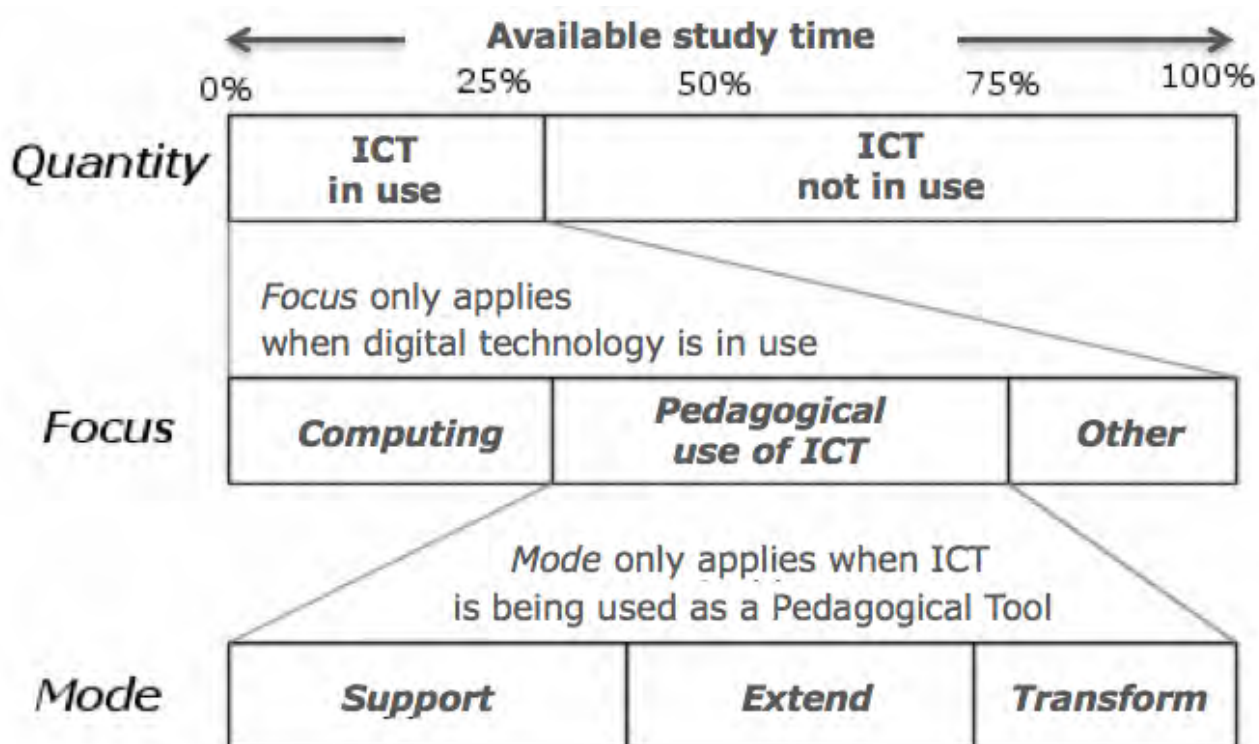 Available study time
0% 25% 50% 75% 100%
Quantity
ICT
in use
ICT
not in use
Focus only applies
when digital technology is in use
Focus
Computing
Pedagogical
use of ICT
Other
Mode only applies when ICT
is being used as a Pedagogical Tool
Mode
Support
Extend
Transform